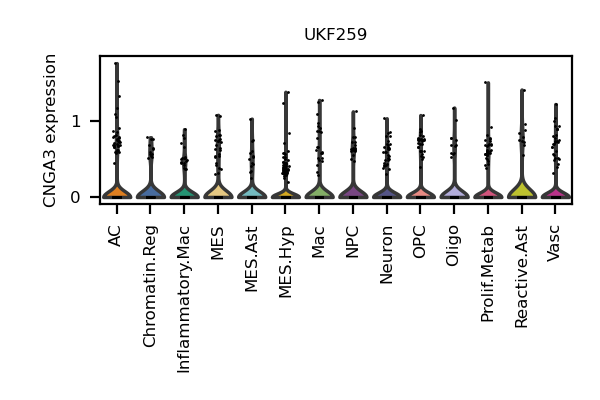 UKF259
CNGA3 expression
1
0
AC
Chromatin.Reg
Inflammatory.Mac
MES
MES.Ast
MES.Hyp
Mac
NPC
Neuron
OPC
Oligo
Prolif.Metab
Reactive.Ast
Vasc